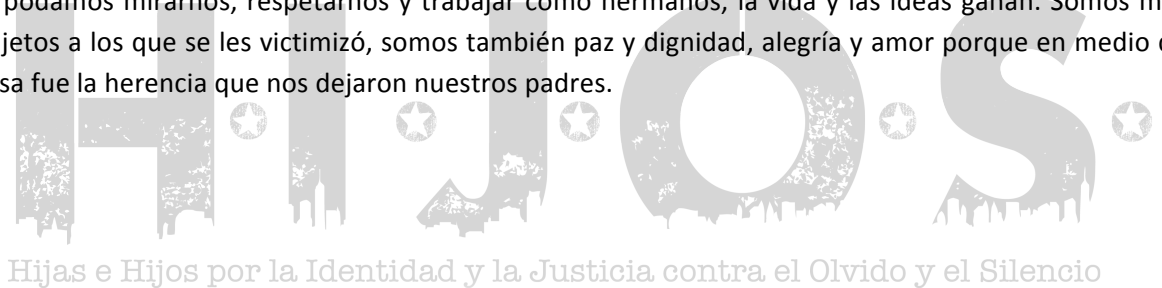 podamos mirarnos, respetarnos y trabajar como hermanos, la vida y las ideas ganan. Somos m
jetos a los que se les victimizó, somos también paz y dignidad, alegría y amor porque en medio
sa fue la herencia que nos dejaron nuestros padres.
H I J O S
Hijas e Hijos por la Identidad y la Justicia contra el Olvido y el Silencio